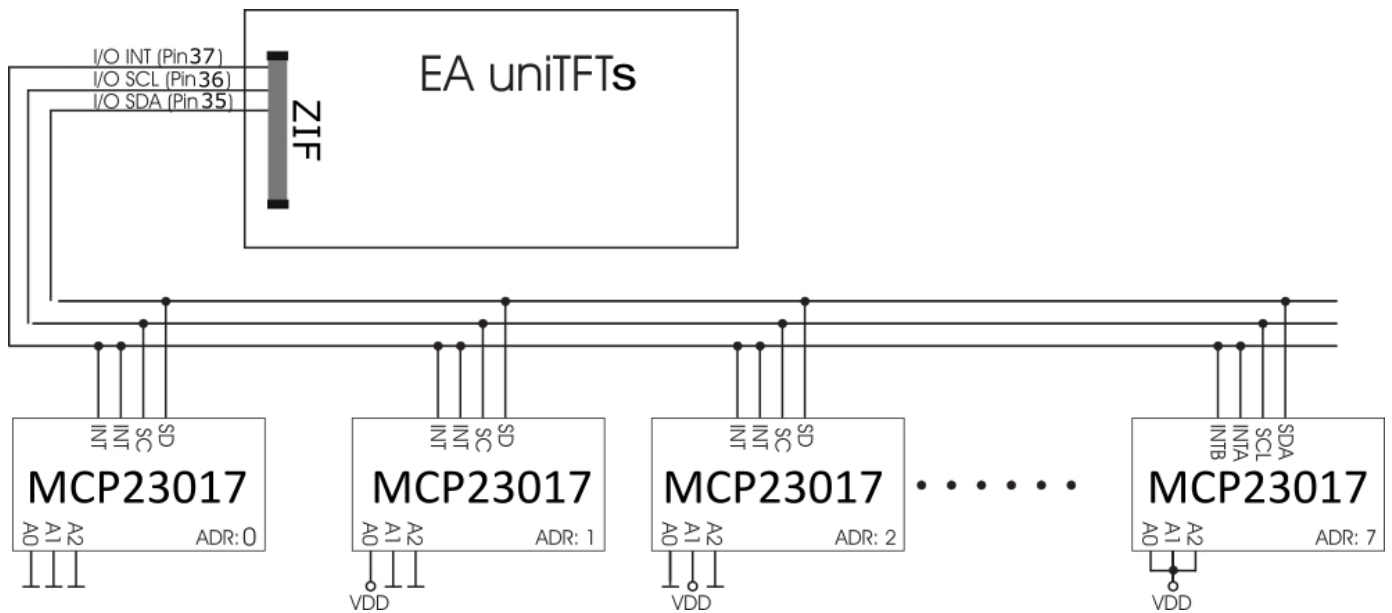 I/O INT (Pin37)
I/O SCL (Pin36)
I/O SDA (Pin35)
EA uniTFTs
ZIF
INT INT SC SD
INT INT SC SD
INT INT SC SD
INTB INTA SCL SDA
MCP23017
MCP23017
MCP23017
MCP23017
A0 A1 A2 ADR: 0
A0 A1 A2 ADR: 1
A0 A1 A2 ADR: 2
A0 A1 A2 ADR: 7
VDD
VDD
VDD